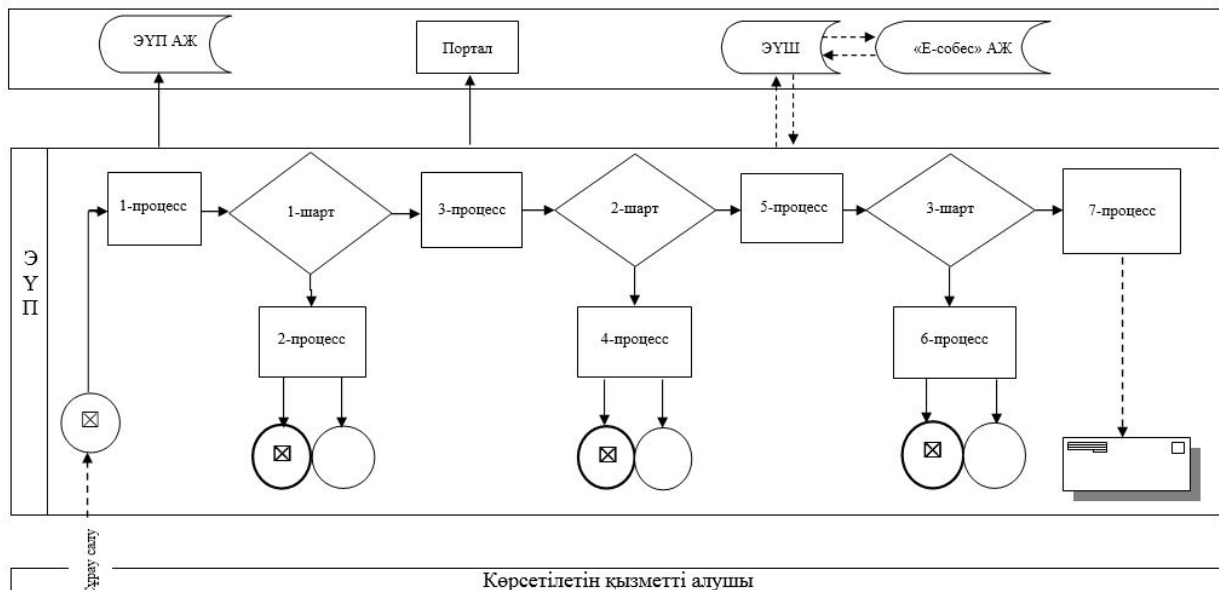 ЭҮП АЖ
Портал
ЭҮШ
«Е-собес» АЖ
1-процесс
1-шарт
3-процесс
2-шарт
5-процесс
3-шарт
7-процесс
Э
Ү
П
2-процесс
4-процесс
6-процесс
Сұрау салу
Көрсетілетін қызметті алушы